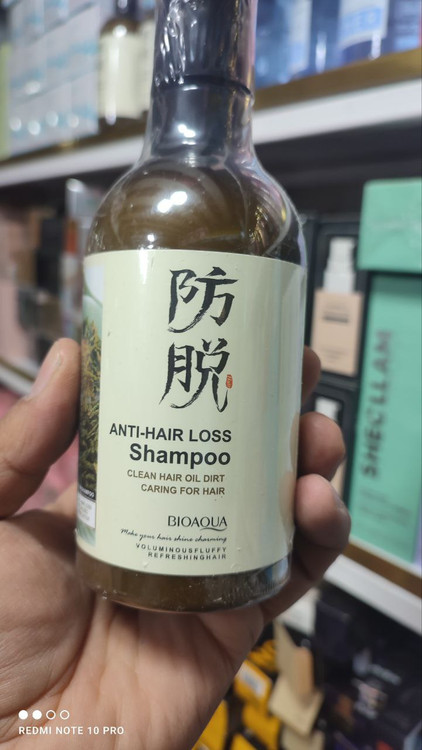 防
脱
ANTI-HAIR LOSS
Shampoo
CLEAN HAIR OIL DIRT
CARING FOR HAIR
BIOAQUA
Make your hair shine charming
VOLUMINOUSFLUFFY
REFRESHINGHAIR
SHEGLAM
REDMI NOTE 10 PRO